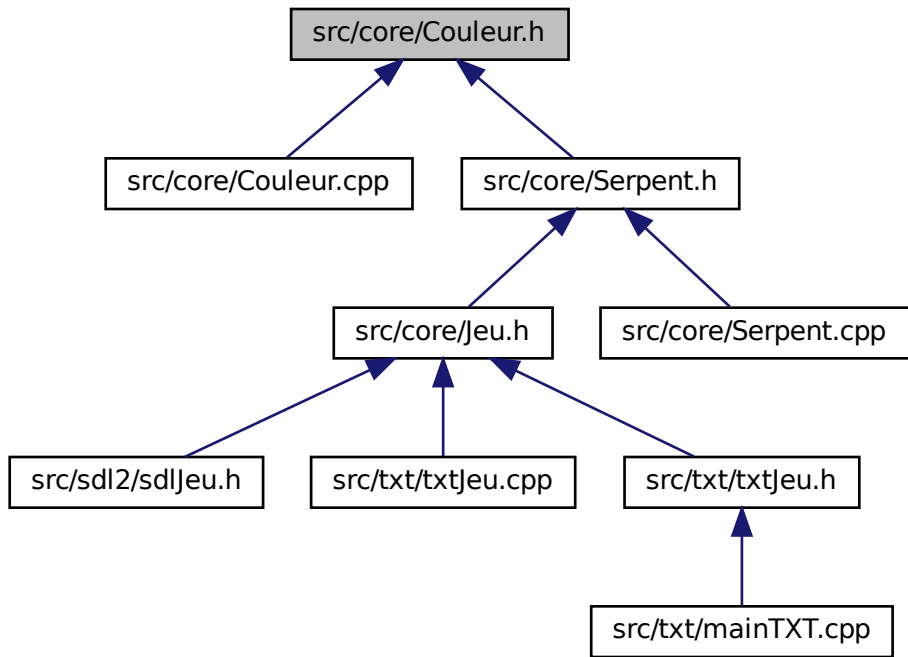 src/core/Couleur.h
src/core/Couleur.cpp
src/core/Serpent.h
src/core/Jeu.h
src/core/Serpent.cpp
src/sdl2/sdlJeu.h
src/txt/txtJeu.cpp
src/txt/txtJeu.h
src/txt/mainTXT.cpp